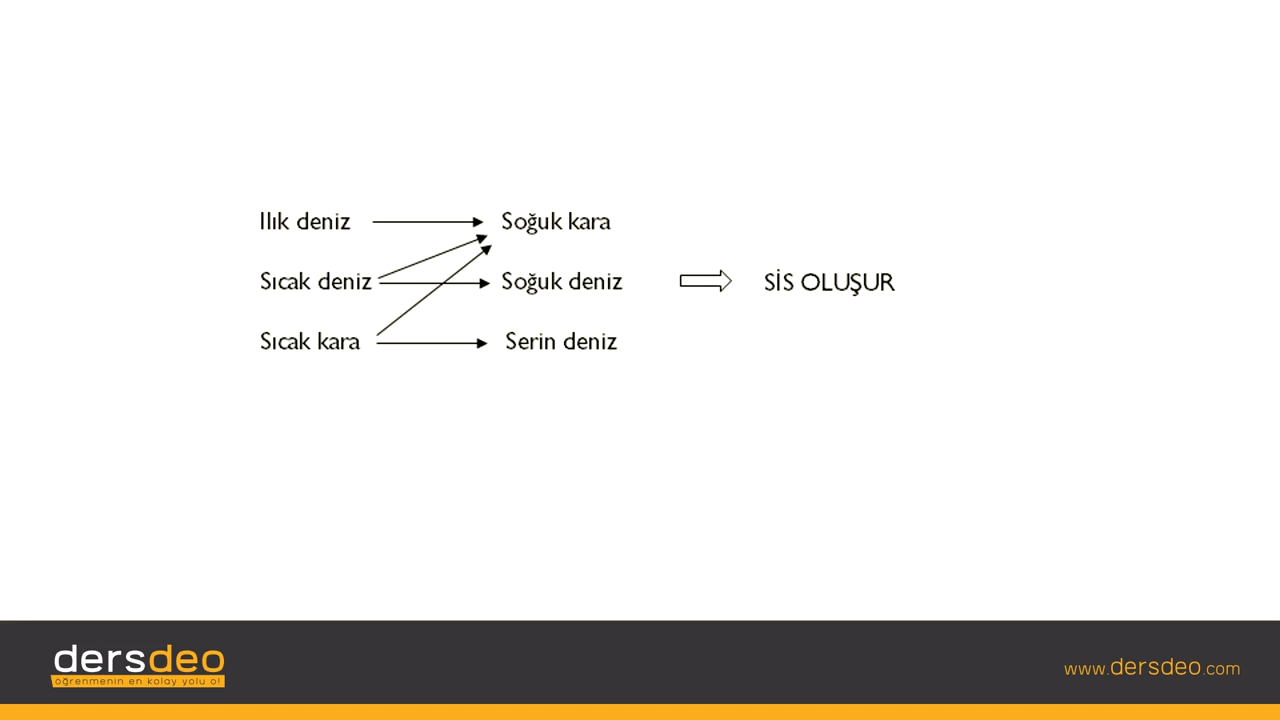 Ilık deniz Soğuk kara
Sıcak deniz Soğuk deniz SİS OLUŞUR
Sıcak kara Serin deniz
dersdeo
öğrenmenin en kolay yolu o!
www.dersdeo.com